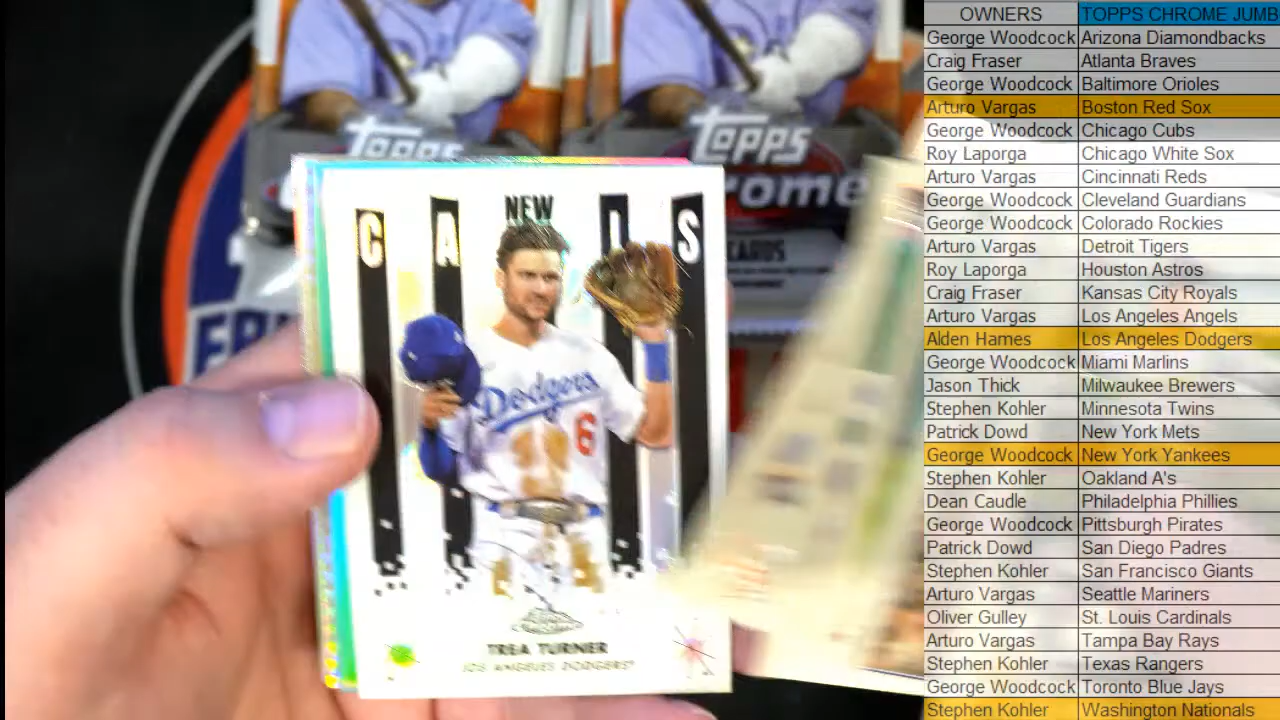 OWNERS TOPPS CHROME JUMB
George Woodcock Arizona Diamondbacks
Craig Fraser Atlanta Braves
George Woodcock Baltimore Orioles
Arturo Vargas Boston Red Sox
George Woodcock Chicago Cubs
Roy Laporga Chicago White Sox
Arturo Vargas Cincinnati Reds
George Woodcock Cleveland Guardians
George Woodcock Colorado Rockies
Arturo Vargas Detroit Tigers
Roy Laporga Houston Astros
Craig Fraser Kansas City Royals
Arturo Vargas Los Angeles Angels
Alden Hames Los Angeles Dodgers
George Woodcock Miami Marlins
Jason Thick Milwaukee Brewers
Stephen Kohler Minnesota Twins
Patrick Dowd New York Mets
George Woodcock New York Yankees
Stephen Kohler Oakland A's
Dean Caudle Philadelphia Phillies
George Woodcock Pittsburgh Pirates
Patrick Dowd San Diego Padres
Stephen Kohler San Francisco Giants
Arturo Vargas Seattle Mariners
Oliver Gulley St. Louis Cardinals
Arturo Vargas Tampa Bay Rays
Stephen Kohler Texas Rangers
George Woodcock Toronto Blue Jays
Stephen Kohler Washington Nationals
Topps
Topps
rome
CARDS
NEW
C A L S
Dodgers
6
TREA TURNER
LOS ANGELES DODGERS